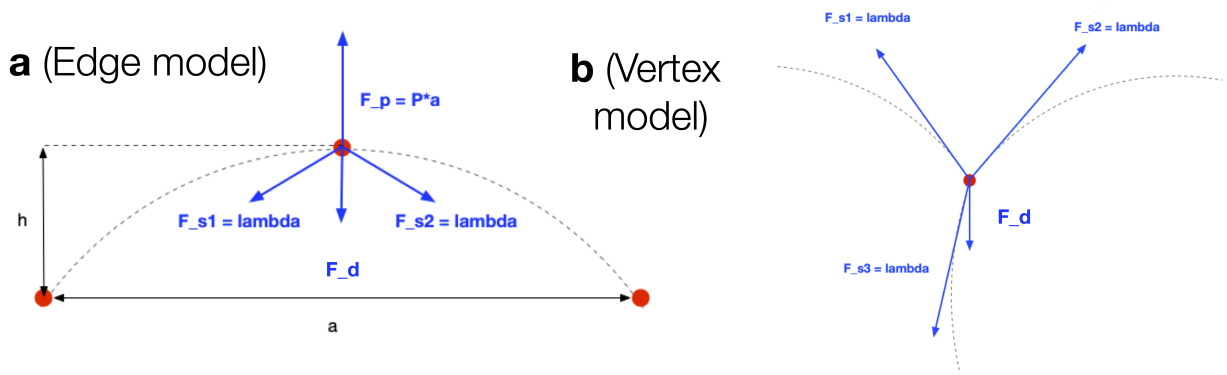 a (Edge model)
F_p = P*a
h
F_s1 = lambda
F_s2 = lambda
F_d
a
b (Vertex
model)
F_s1 = lambda
F_s2 = lambda
F_d
F_s3 = lambda